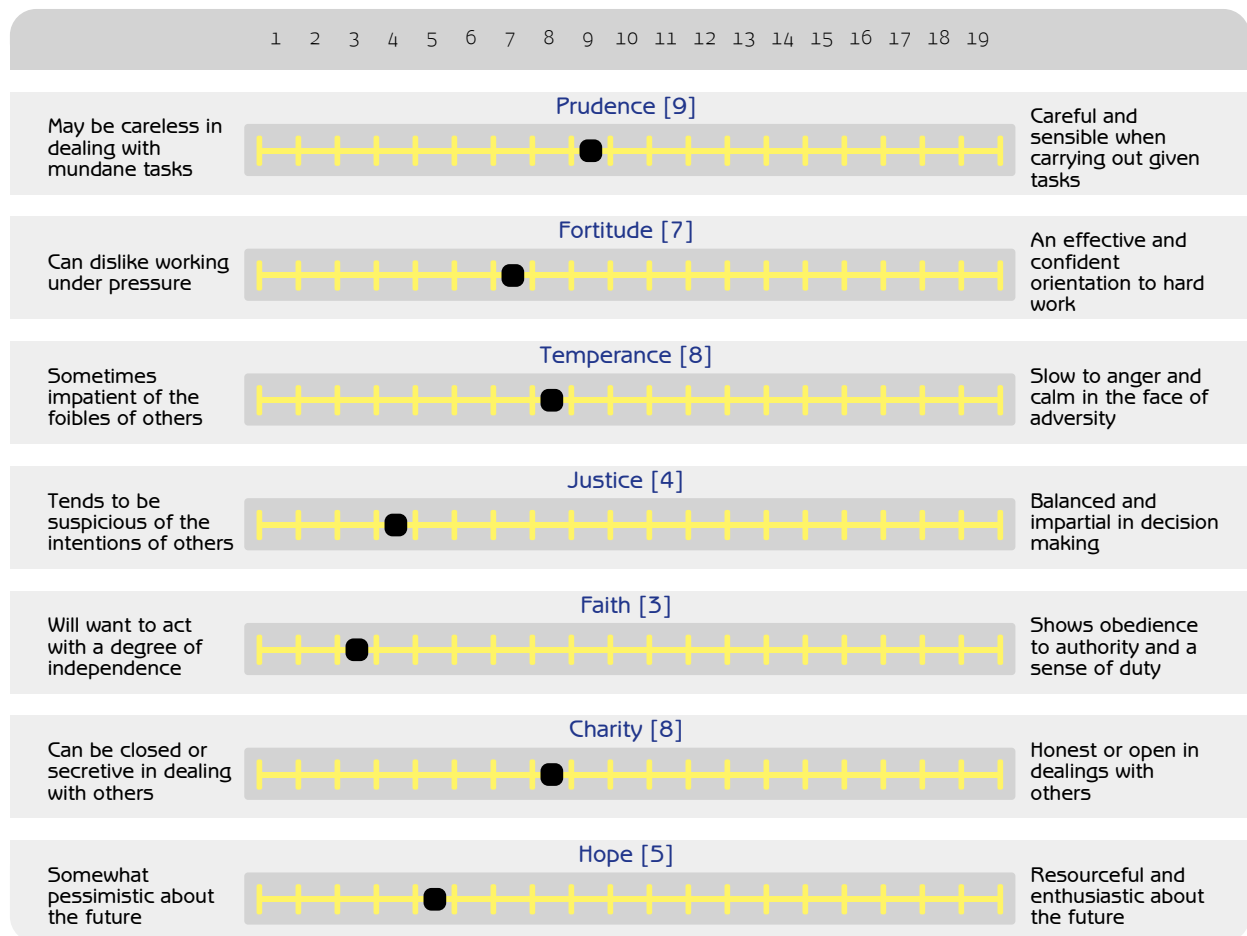 1 2 3 4 5 6 7 8 9 10 11 12 13 14 15 16 17 18 19
Prudence [9]
May be careless in
dealing with
mundane tasks
Careful and
sensible when
carrying out given
tasks
Fortitude [7]
Can dislike working
under pressure
An effective and
confident
orientation to hard
work
Temperance [8]
Sometimes
impatient of the
foibles of others
Slow to anger and
calm in the face of
adversity
Justice [4]
Tends to be
suspicious of the
intentions of others
Balanced and
impartial in decision
making
Faith [3]
Will want to act
with a degree of
independence
Shows obedience
to authority and a
sense of duty
Charity [8]
Can be closed or
secretive in dealing
with others
Honest or open in
dealings with
others
Hope [5]
Somewhat
pessimistic about
the future
Resourceful and
enthusiastic about
the future